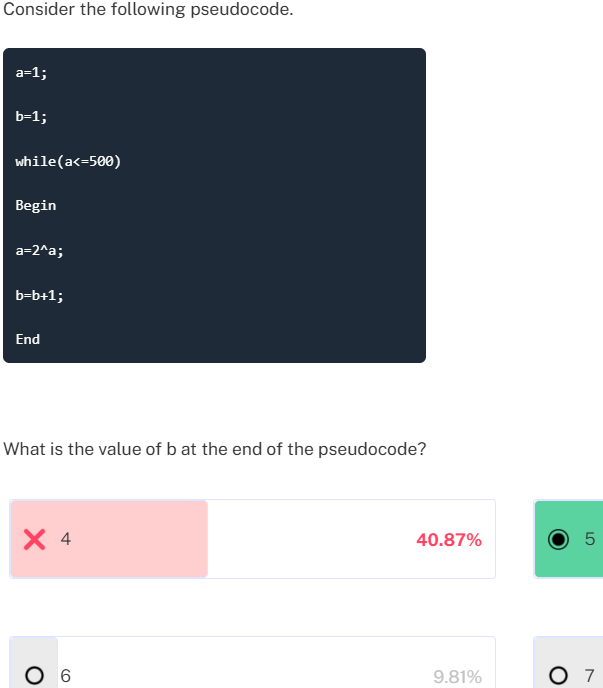 Consider the following pseudocode.
a=1;
b=1;
while(a<=500)
Begin
a=2^a;
b=b+1;
End
What is the value of b at the end of the pseudocode?
4 40.87%
5
6 9.81%
7